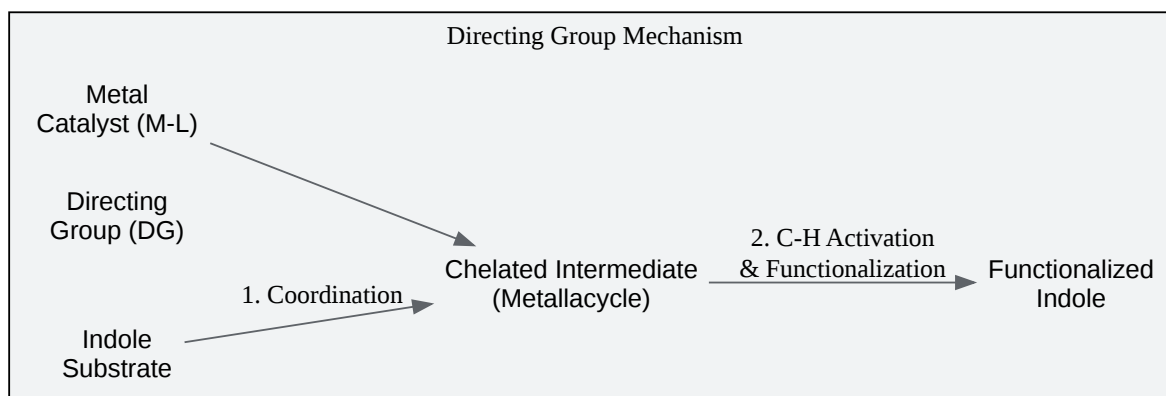 Directing Group Mechanism
Metal
Catalyst (M-L)
Directing
Group (DG)
Indole
Substrate
1. Coordination
Chelated Intermediate
(Metallacycle)
2. C-H Activation
& Functionalization
Functionalized
Indole